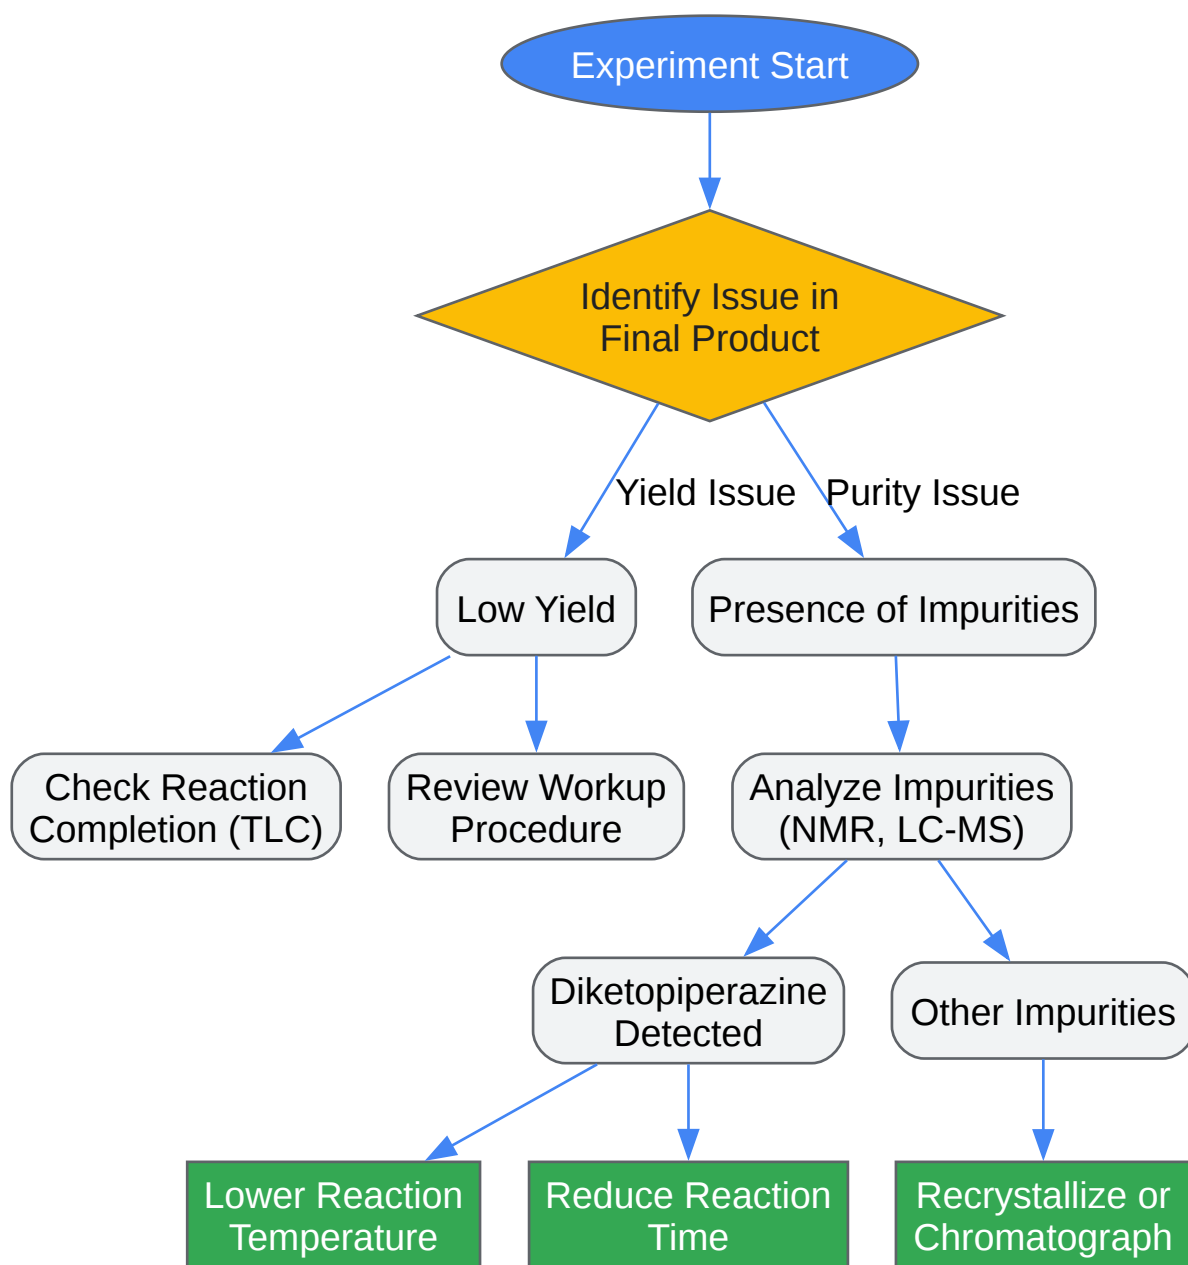 Experiment Start
Identify Issue in
Final Product
Yield Issue
Purity Issue
Low Yield
Presence of Impurities
Check Reaction
Completion (TLC)
Review Workup
Procedure
Analyze Impurities
(NMR, LC-MS)
Diketopiperazine
Detected
Other Impurities
Lower Reaction
Temperature
Reduce Reaction
Time
Recrystallize or
Chromatograph